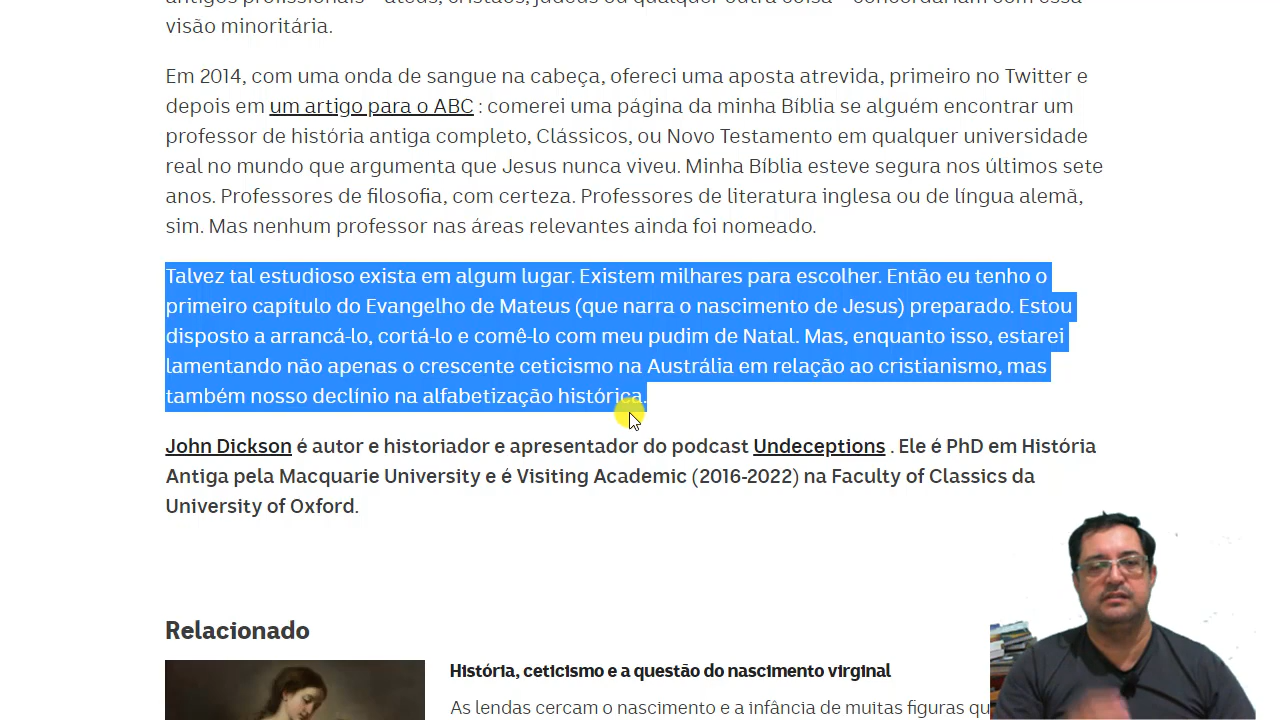 antigos profissionais – ateus, cristãos, judeus ou qualquer outra coisa – concordariam com essa
visão minoritária.
Em 2014, com uma onda de sangue na cabeça, ofereci uma aposta atrevida, primeiro no Twitter e
depois em um artigo para o ABC : comerei uma página da minha Bíblia se alguém encontrar um
professor de história antiga completo, Clássicos, ou Novo Testamento em qualquer universidade
real no mundo que argumenta que Jesus nunca viveu. Minha Bíblia esteve segura nos últimos sete
anos. Professores de filosofia, com certeza. Professores de literatura inglesa ou de língua alemã,
sim. Mas nenhum professor nas áreas relevantes ainda foi nomeado.
Talvez tal estudioso exista em algum lugar. Existem milhares para escolher. Então eu tenho o
primeiro capítulo do Evangelho de Mateus (que narra o nascimento de Jesus) preparado. Estou
disposto a arrancá-lo, cortá-lo e comê-lo com meu pudim de Natal. Mas, enquanto isso, estarei
lamentando não apenas o crescente ceticismo na Austrália em relação ao cristianismo, mas
também nosso declínio na alfabetização histórica.
John Dickson é autor e historiador e apresentador do podcast Undeceptions . Ele é PhD em História
Antiga pela Macquarie University e é Visiting Academic (2016-2022) na Faculty of Classics da
University of Oxford.
Relacionado
História, ceticismo e a questão do nascimento virginal
As lendas cercam o nascimento e a infância de muitas figuras qu